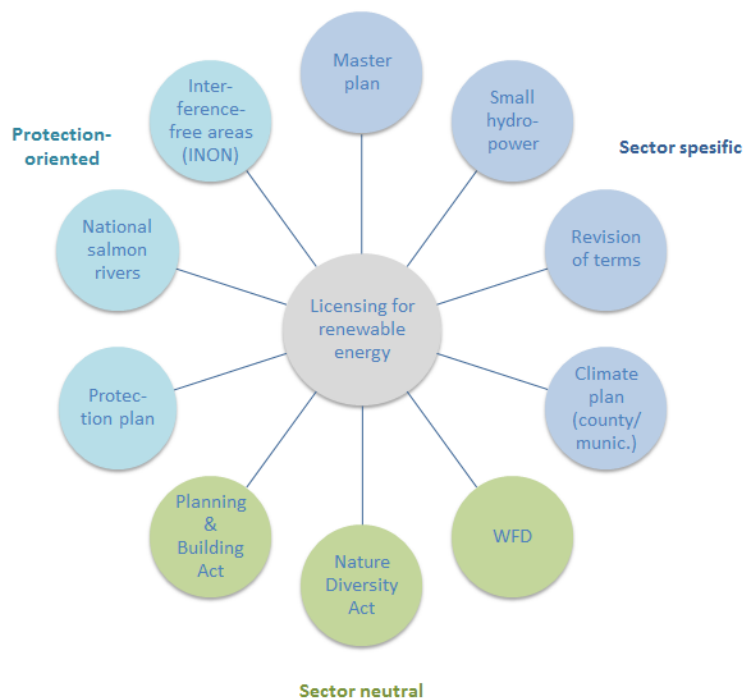 Master
plan
Inter-
ference-
free areas
(INON)
Small
hydro-
power
Protection-
oriented
Sector spesific
National
salmon
rivers
Revision
of terms
Licensing for
renewable
energy
Protec-
tion plan
Climate
plan
(county/
munic.)
Planning
&
Building
Act
Nature
Diversity
Act
WFD
Sector neutral